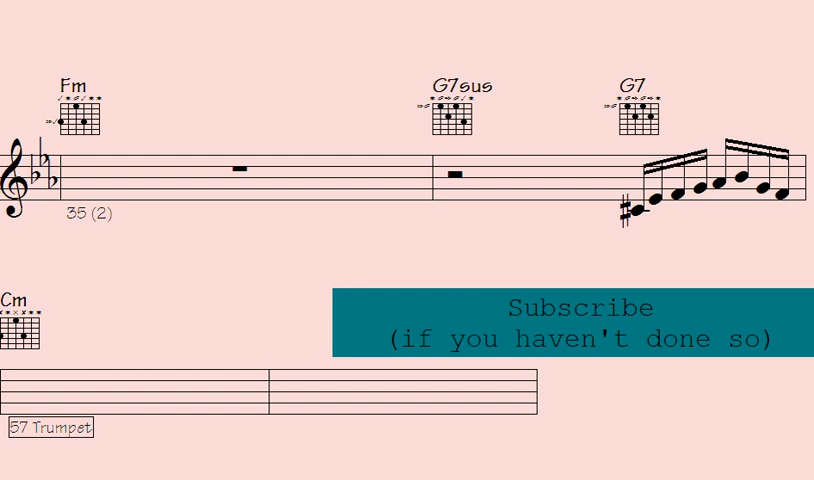 Fm G7sus G7
35 (2)
Cm
Subscribe
(if you haven't done so)
57 Trumpet